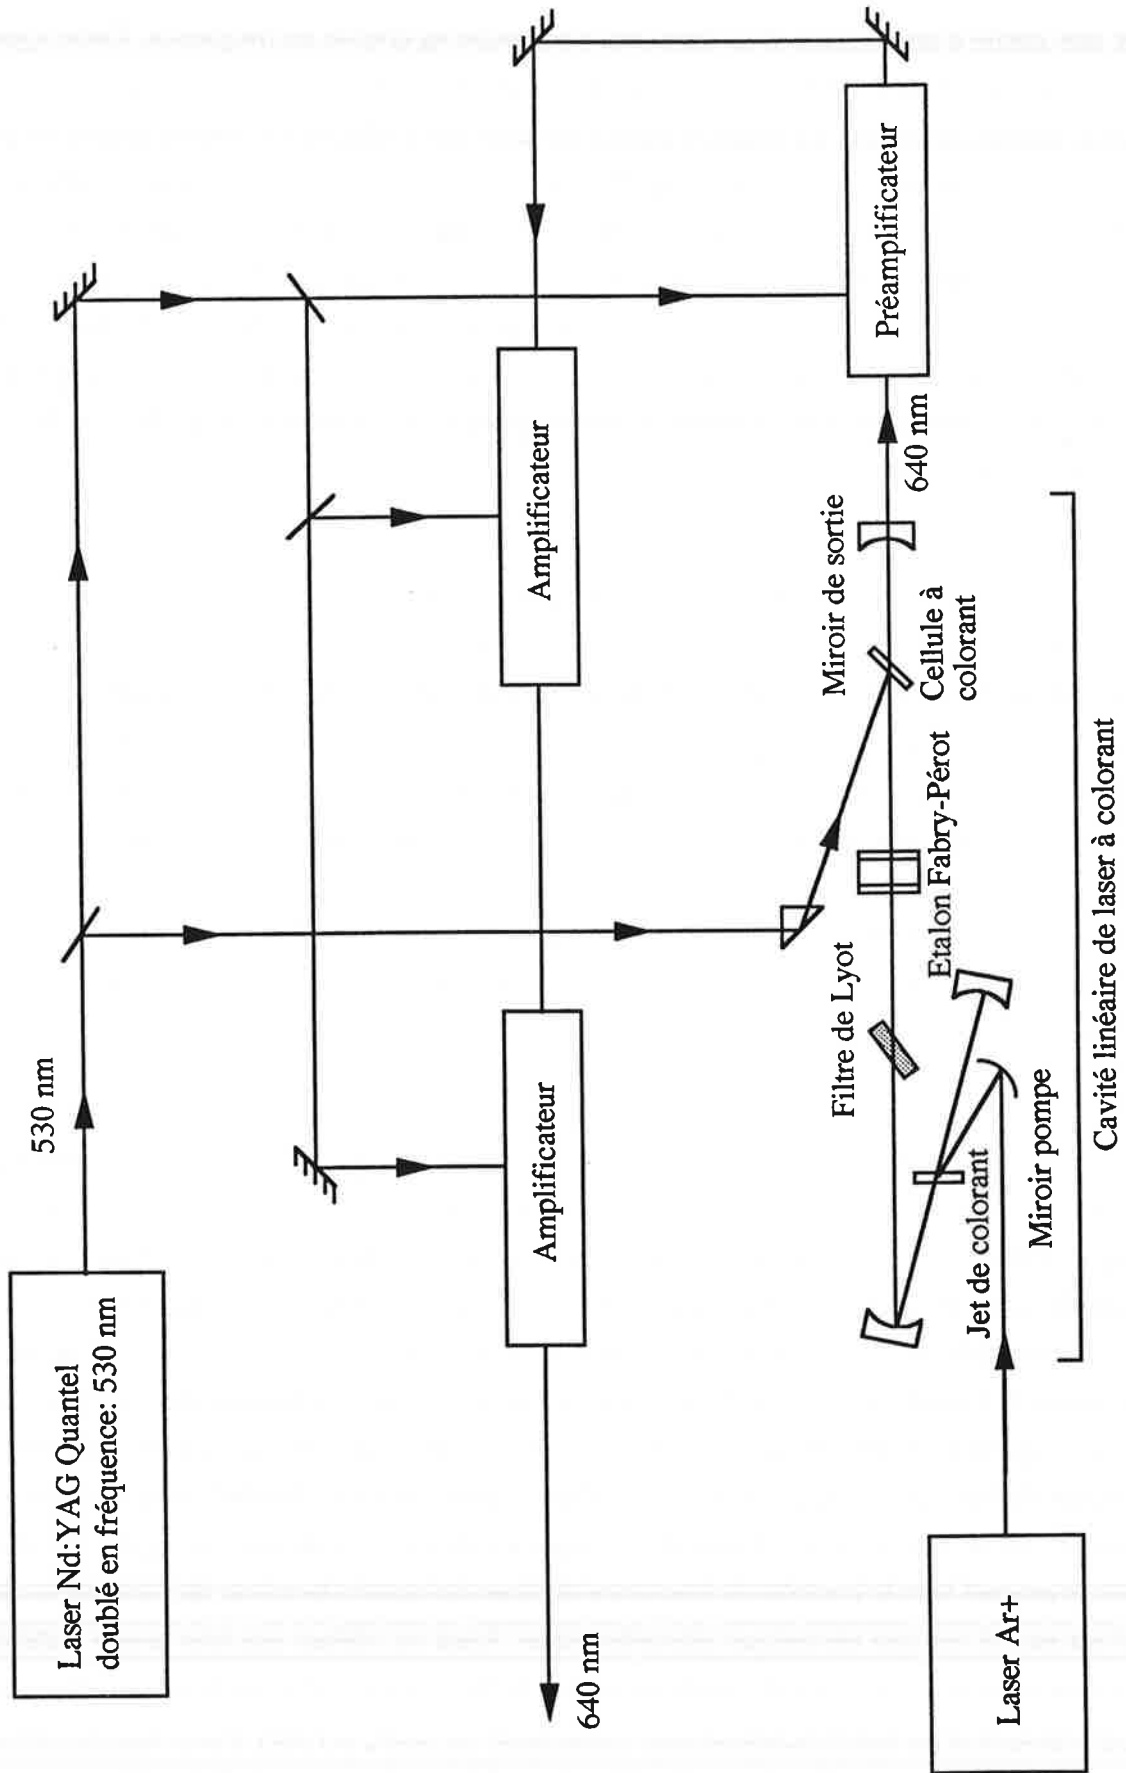 Laser Nd:YAG Quantel
doublé en fréquence: 530 nm
530 nm
640 nm
Amplificateur
Amplificateur
Préamplificateur
640 nm
Miroir de sortie
Cellule à
colorant
Etalon Fabry-Pérot
Filtre de Lyot
Jet de colorant
Miroir pompe
Laser Ar+
Cavité linéaire de laser à colorant